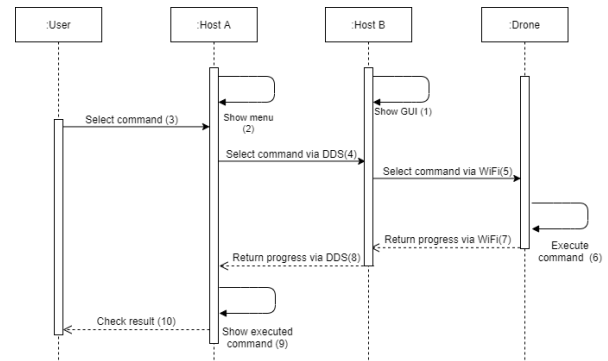 :User
:Host A
:Host B
:Drone
Show menu
(2)
Show GUI (1)
Select command (3)
Select command via DDS(4)
Select command via WiFi(5)
Execute
command (6)
Return progress via WiFi(7)
Return progress via DDS(8)
Show executed
command (9)
Check result (10)